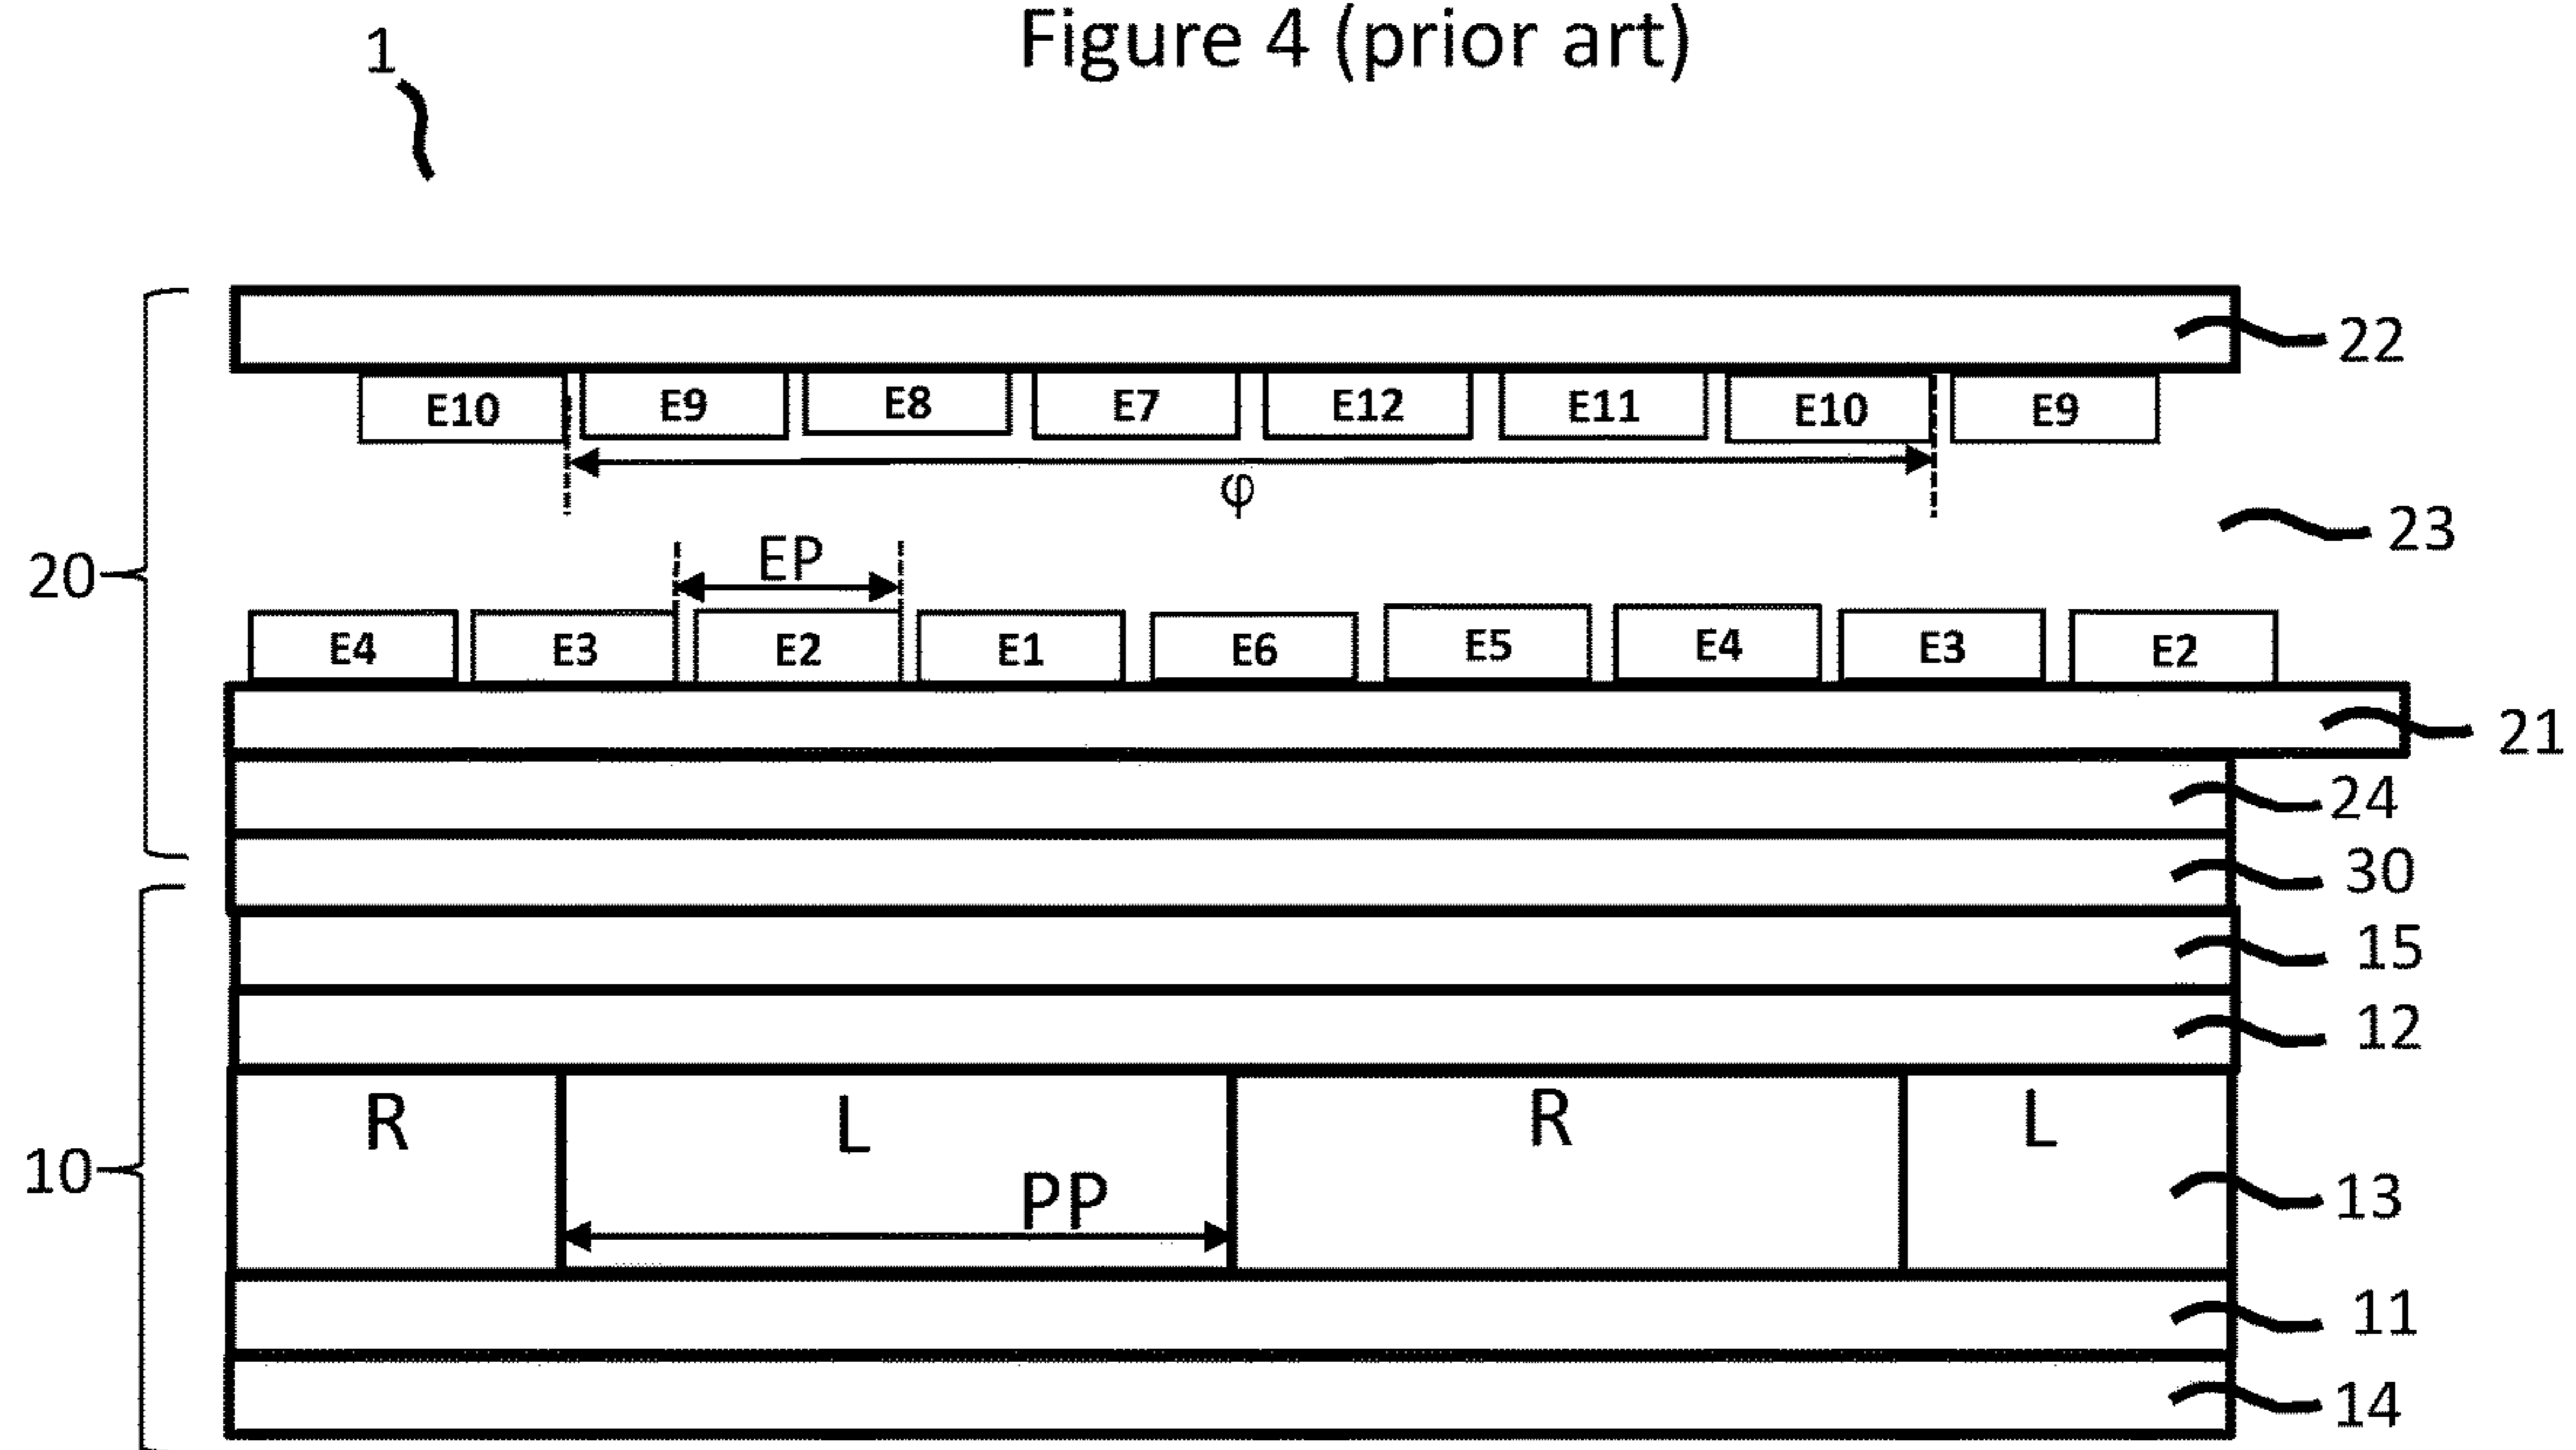 Figure 4 (prior art)
1
22
E10 E9 E8 E7 E12 E11 E10 E9
φ
23
EP
20
E4 E3 E2 E1 E6 E5 E4 E3 E2
21
24
30
15
12
R L R L
PP
10
13
11
14